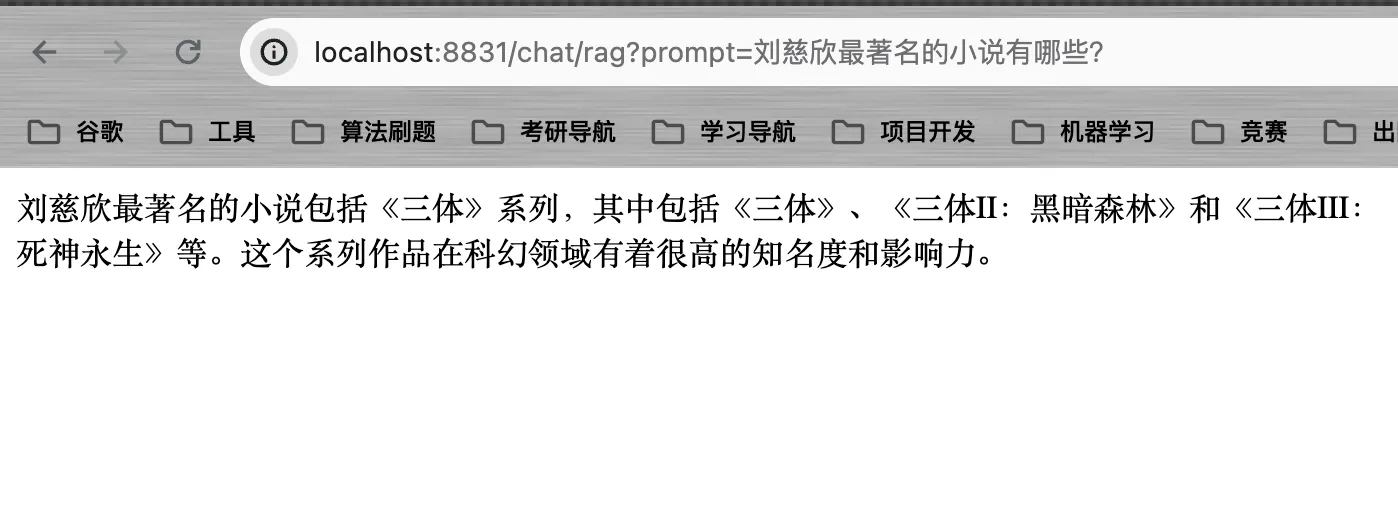 localhost:8831/chat/rag?prompt=刘慈欣最著名的小说有哪些?
谷歌 工具 算法刷题 考研导航 学习导航 项目开发 机器学习 竞赛 出
刘慈欣最著名的小说包括《三体》系列，其中包括《三体》、《三体II：黑暗森林》和《三体III：
死神永生》等。这个系列作品在科幻领域有着很高的知名度和影响力。